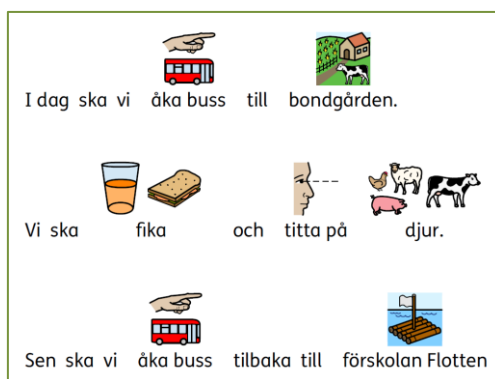 I dag ska vi åka buss till bondgården.
Vi ska fika och titta på djur.
Sen ska vi åka buss tilbaka till förskolan Flotten